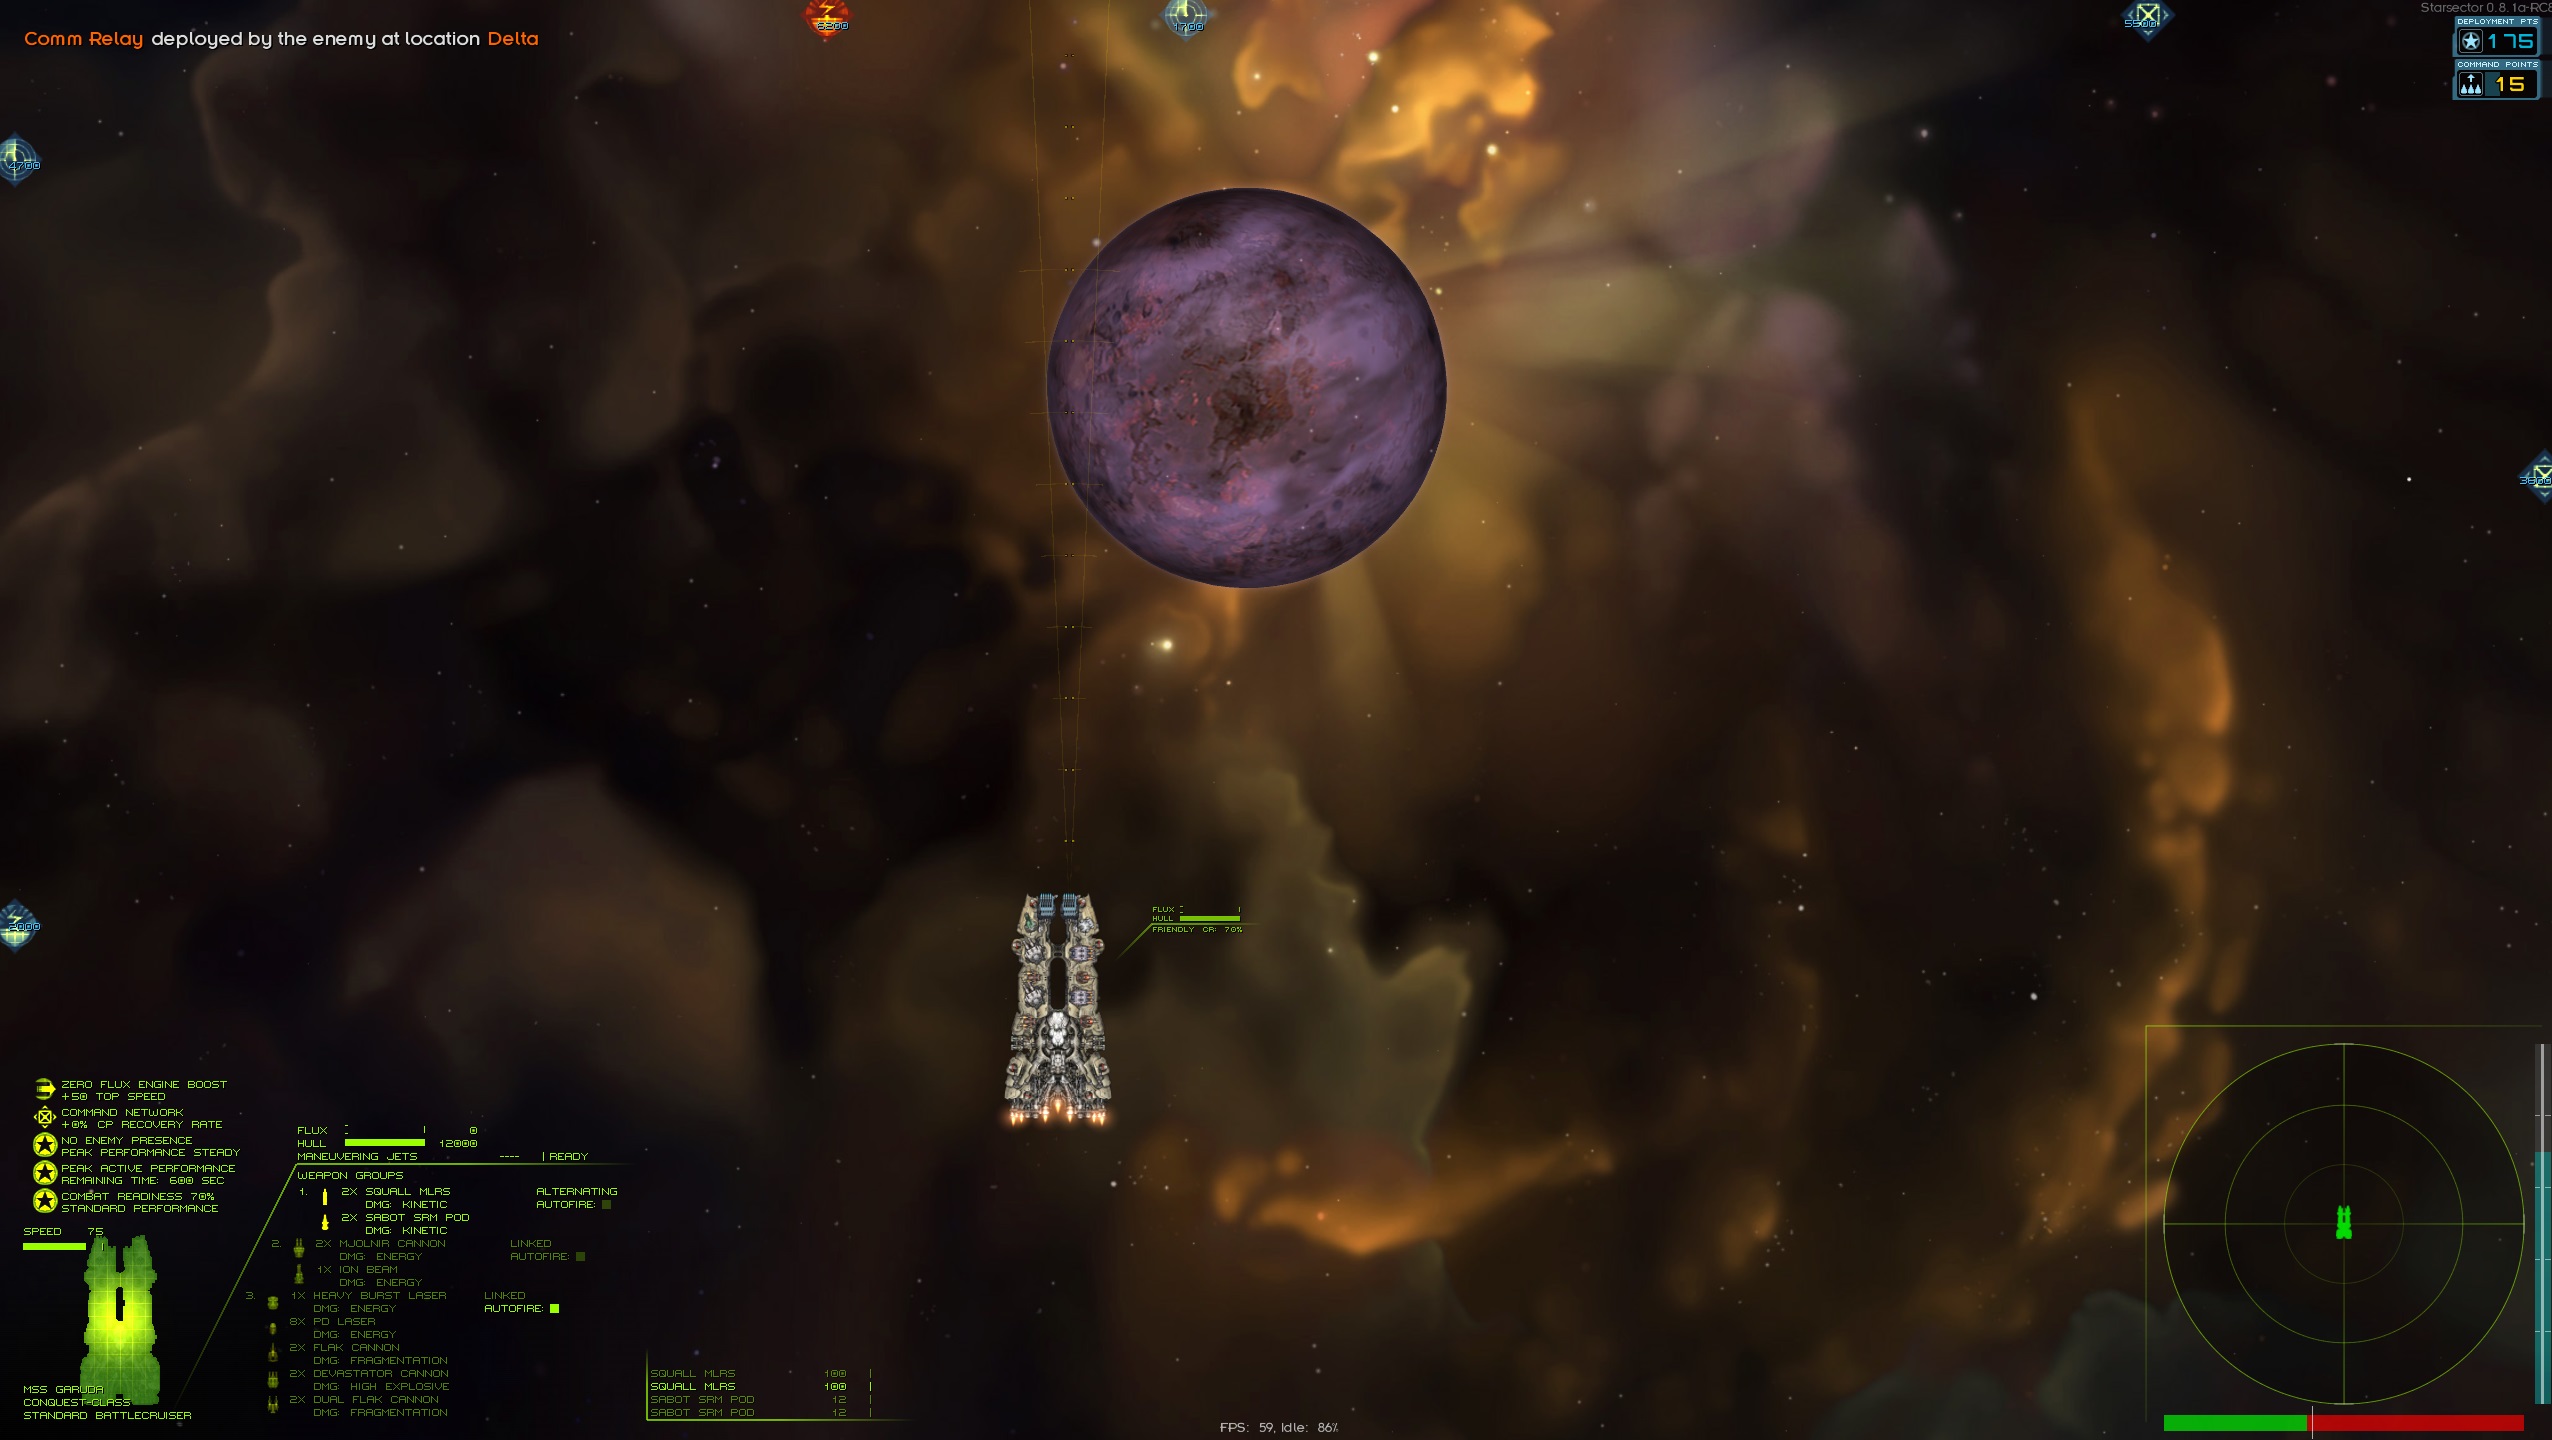 Starsector 0.8.1a-RC8
6200
1700
5500
DEPLOYMENT PTS
175
Comm Relay deployed by the enemy at location Delta
COMMAND POINTS
15
4700
2000
FLUX
HULL
FRIENDLY CR: 70%
ZERO FLUX ENGINE BOOST
+50 TOP SPEED
COMMAND NETWORK
+0% CP RECOVERY RATE
NO ENEMY PRESENCE
PEAK PERFORMANCE STEADY
PEAK ACTIVE PERFORMANCE
REMAINING TIME: 600 SEC
COMBAT READINESS 70%
STANDARD PERFORMANCE
SPEED 75
MSS GARUDA
CONQUEST-CLASS
STANDARD BATTLECRUISER
FLUX 0
HULL 12000
MANEUVERING JETS ---- | READY
WEAPON GROUPS
1. 2X SQUALL MLRS ALTERNATING
DMG: KINETIC AUTOFIRE:
2X SABOT SRM POD
DMG: KINETIC
2. 2X MJOLNIR CANNON LINKED
DMG: ENERGY AUTOFIRE:
1X ION BEAM
DMG: ENERGY
3. 1X HEAVY BURST LASER LINKED
DMG: ENERGY AUTOFIRE:
8X PD LASER
DMG: ENERGY
2X FLAK CANNON
DMG: FRAGMENTATION
2X DEVASTATOR CANNON
DMG: HIGH EXPLOSIVE
2X DUAL FLAK CANNON
DMG: FRAGMENTATION
SQUALL MLRS 100
SQUALL MLRS 100
SABOT SRM POD 12
SABOT SRM POD 12
FPS: 59, Idle: 86%